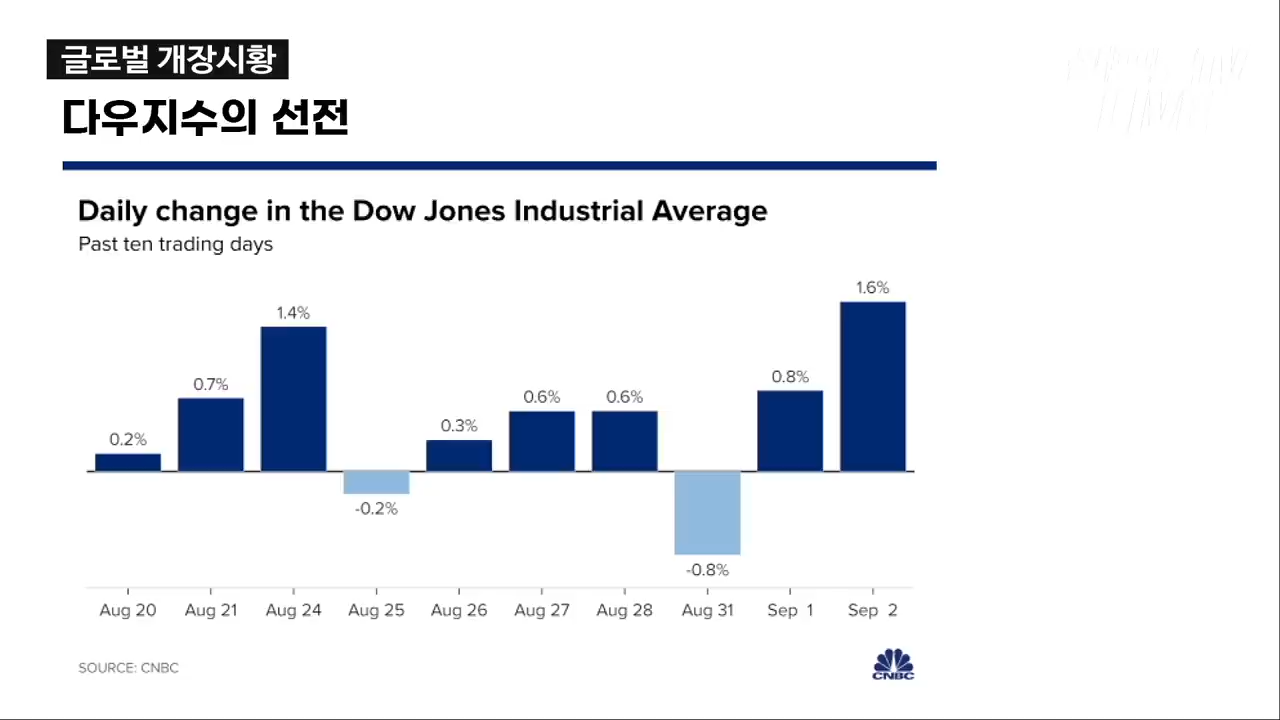 글로벌 개장시황
다우지수의 선전
Daily change in the Dow Jones Industrial Average
Past ten trading days
0.2%
0.7%
1.4%
-0.2%
0.3%
0.6%
0.6%
-0.8%
0.8%
1.6%
Aug 20 Aug 21 Aug 24 Aug 25 Aug 26 Aug 27 Aug 28 Aug 31 Sep 1 Sep 2
SOURCE: CNBC
CNBC